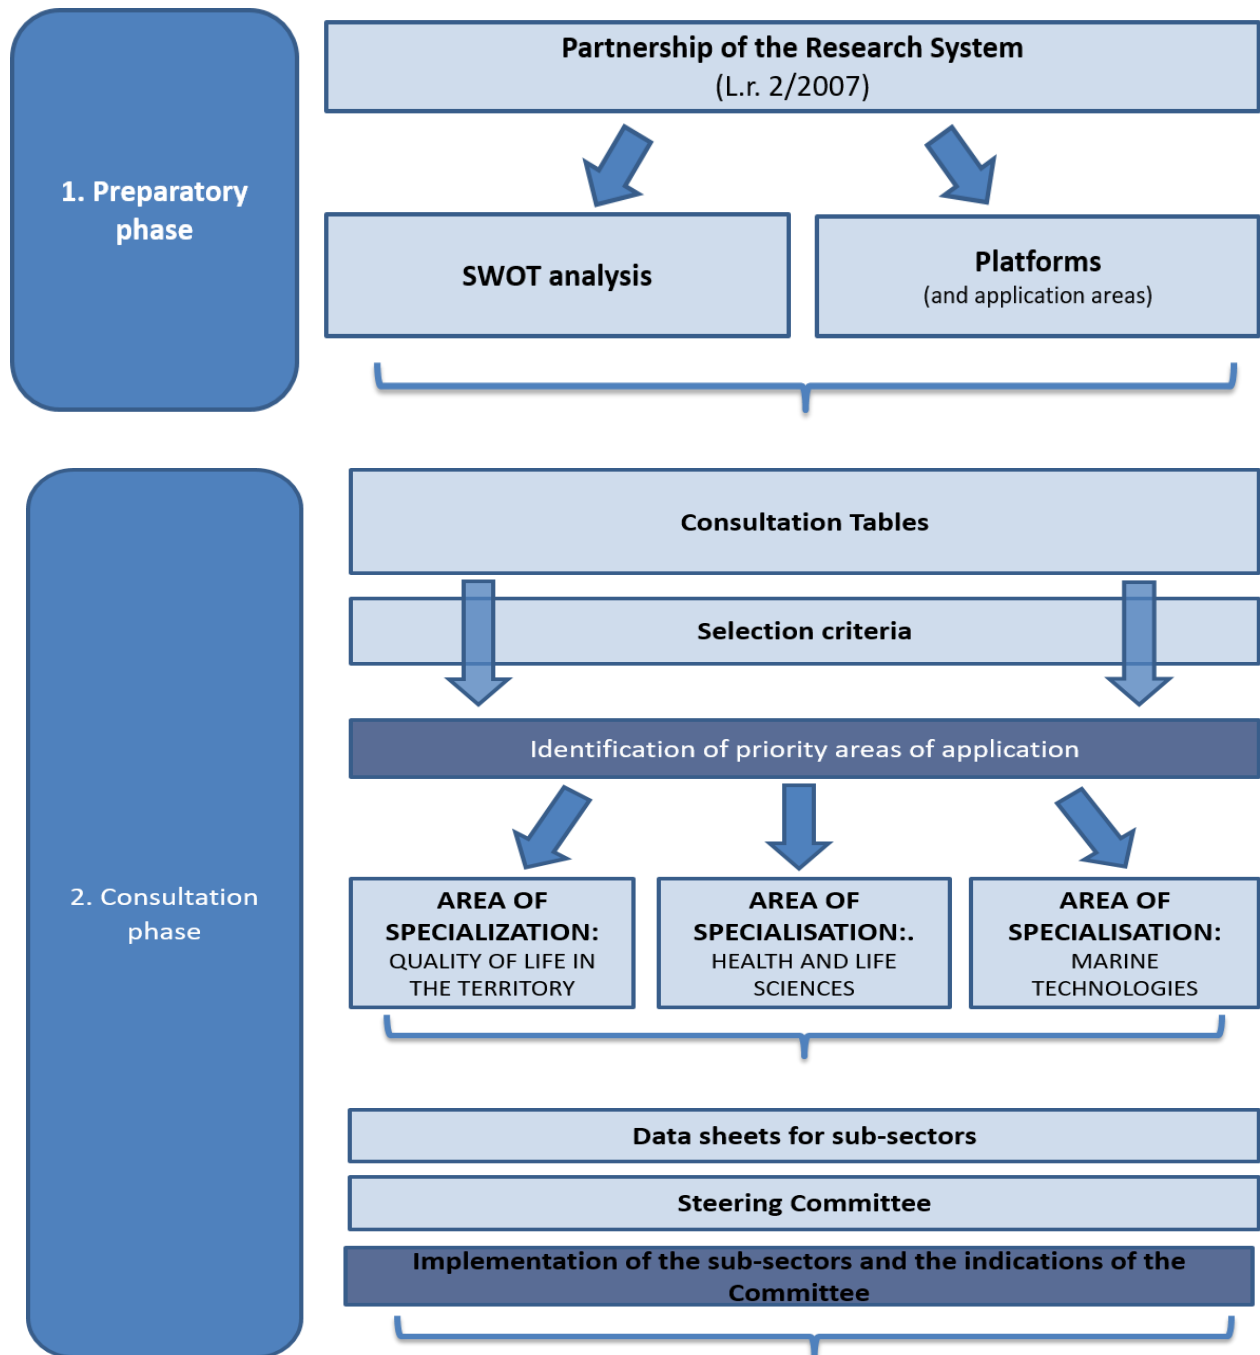 1. Preparatory
phase
Partnership of the Research System
(L.r. 2/2007)
SWOT analysis
Platforms
(and application areas)
2. Consultation
phase
Consultation Tables
Selection criteria
Identification of priority areas of application
AREA OF
SPECIALIZATION:
QUALITY OF LIFE IN
THE TERRITORY
AREA OF
SPECIALISATION:.
HEALTH AND LIFE
SCIENCES
AREA OF
SPECIALISATION:
MARINE
TECHNOLOGIES
Data sheets for sub-sectors
Steering Committee
Implementation of the sub-sectors and the indications of the
Committee